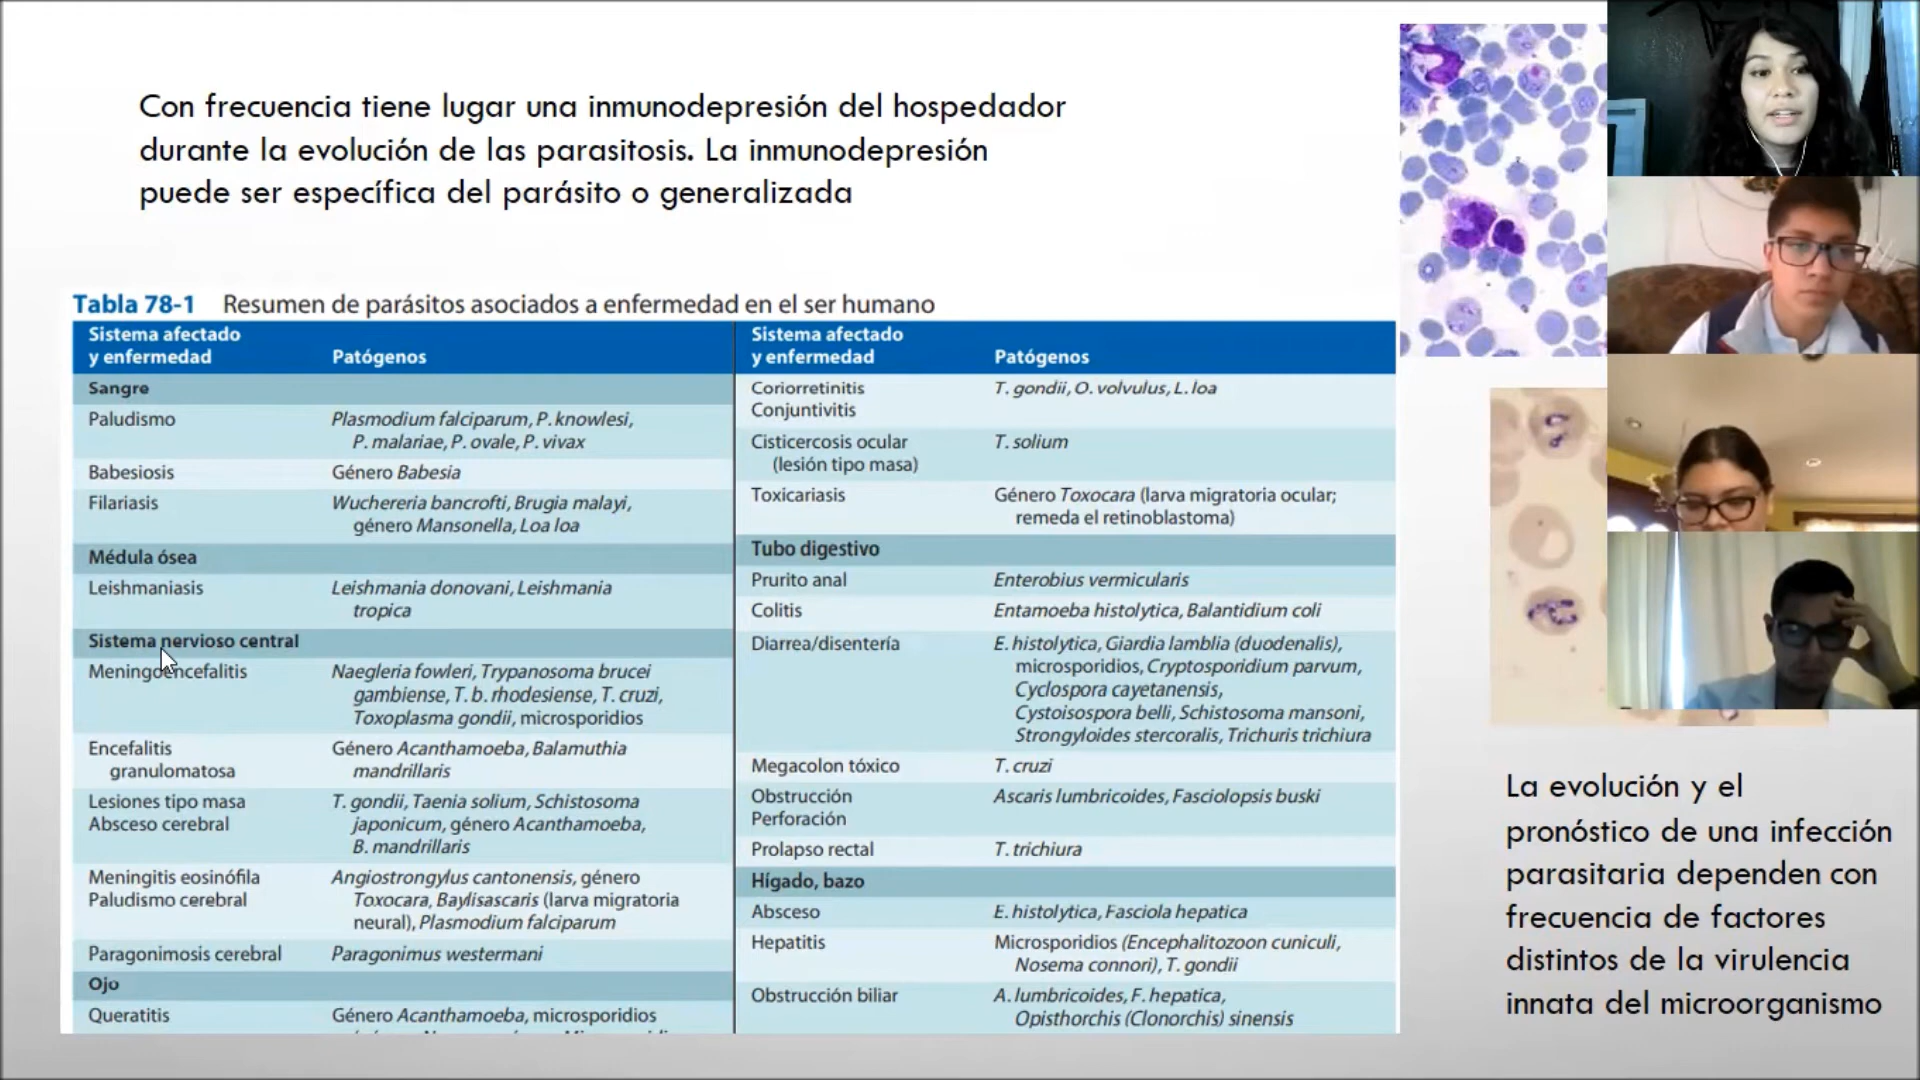 Con frecuencia tiene lugar una inmunodepresión del hospedador
durante la evolución de las parasitosis. La inmunodepresión
puede ser específica del parásito o generalizada
Tabla 78-1 Resumen de parásitos asociados a enfermedad en el ser humano
Sistema afectado
y enfermedad Patógenos
Sangre
Paludismo Plasmodium falciparum, P. knowlesi,
P. malariae, P. ovale, P. vivax
Babesiosis Género Babesia
Filariasis Wuchereria bancrofti, Brugia malayi,
género Mansonella, Loa loa
Médula ósea
Leishmaniasis Leishmania donovani, Leishmania
tropica
Sistema nervioso central
Meningoencefalitis Naegleria fowleri, Trypanosoma brucei
gambiense, T. b. rhodesiense, T. cruzi,
Toxoplasma gondii, microsporidios
Encefalitis Género Acanthamoeba, Balamuthia
granulomatosa mandrillaris
Lesiones tipo masa T. gondii, Taenia solium, Schistosoma
Absceso cerebral japonicum, género Acanthamoeba,
B. mandrillaris
Meningitis eosinófila Angiostrongylus cantonensis, género
Paludismo cerebral Toxocara, Baylisascaris (larva migratoria
neural), Plasmodium falciparum
Paragonimosis cerebral Paragonimus westermani
Ojo
Queratitis Género Acanthamoeba, microsporidios
Sistema afectado
y enfermedad Patógenos
Coriorretinitis T. gondii, O. volvulus, L. loa
Conjuntivitis
Cisticercosis ocular T. solium
(lesión tipo masa)
Toxicariasis Género Toxocara (larva migratoria ocular;
remeda el retinoblastoma)
Tubo digestivo
Prurito anal Enterobius vermicularis
Colitis Entamoeba histolytica, Balantidium coli
Diarrea/disentería E. histolytica, Giardia lamblia (duodenalis),
microsporidios, Cryptosporidium parvum,
Cyclospora cayetanensis,
Cystoisospora belli, Schistosoma mansoni,
Strongyloides stercoralis, Trichuris trichiura
Megacolon tóxico T. cruzi
Obstrucción Ascaris lumbricoides, Fasciolopsis buski
Perforación
Prolapso rectal T. trichiura
Hígado, bazo
Absceso E. histolytica, Fasciola hepatica
Hepatitis Microsporidios (Encephalitozoon cuniculi,
Nosema connori), T. gondii
Obstrucción biliar A. lumbricoides, F. hepatica,
Opisthorchis (Clonorchis) sinensis
La evolución y el
pronóstico de una infección
parasitaria dependen con
frecuencia de factores
distintos de la virulencia
innata del microorganismo